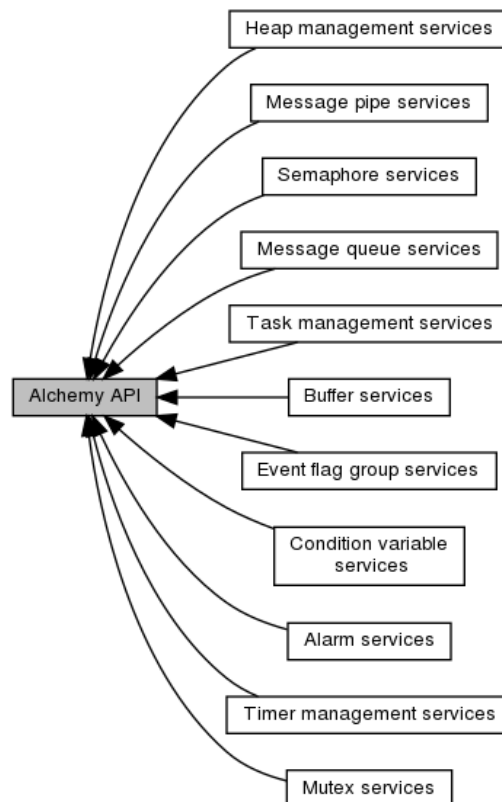 Heap management services
Message pipe services
Semaphore services
Message queue services
Task management services
Alchemy API
Buffer services
Event flag group services
Condition variable
services
Alarm services
Timer management services
Mutex services